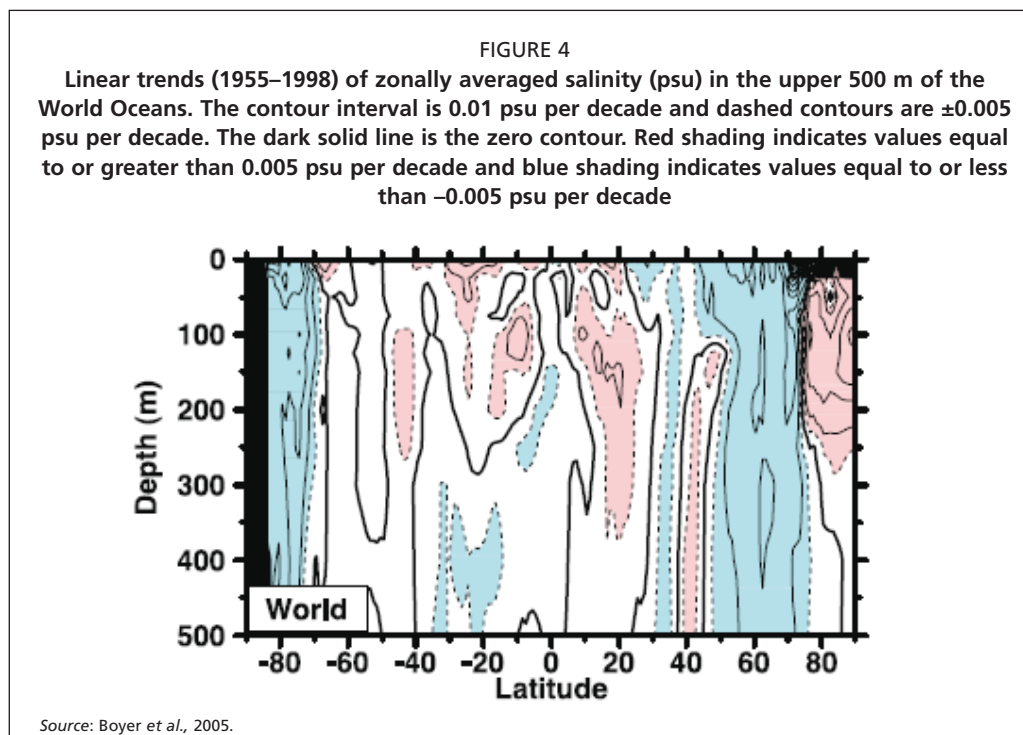 FIGURE 4
Linear trends (1955–1998) of zonally averaged salinity (psu) in the upper 500 m of the
World Oceans. The contour interval is 0.01 psu per decade and dashed contours are ±0.005
psu per decade. The dark solid line is the zero contour. Red shading indicates values equal
to or greater than 0.005 psu per decade and blue shading indicates values equal to or less
than –0.005 psu per decade
0
100
200
300
400
500
Depth (m)
World
-80 -60 -40 -20 0 20 40 60 80
Latitude
Source: Boyer et al., 2005.